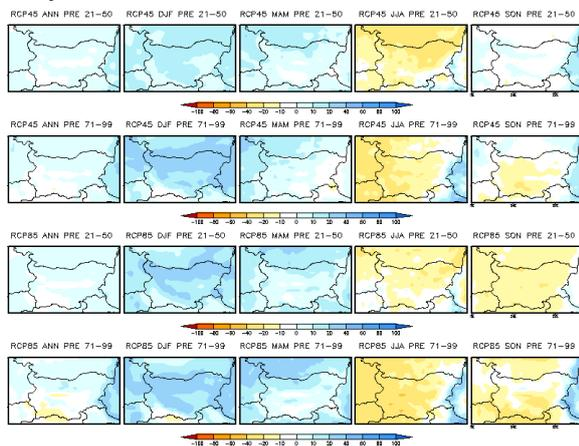 RCP45 ANN PRE 21-50 RCP45 DJF PRE 21-50 RCP45 MAM PRE 21-50 RCP45 JJA PRE 21-50 RCP45 SON PRE 21-50
-100 -80 -60 -40 -20 -10 0 10 20 40 60 80 100
RCP45 ANN PRE 71-99 RCP45 DJF PRE 71-99 RCP45 MAM PRE 71-99 RCP45 JJA PRE 71-99 RCP45 SON PRE 71-99
-100 -80 -60 -40 -20 -10 0 10 20 40 60 80 100
RCP85 ANN PRE 21-50 RCP85 DJF PRE 21-50 RCP85 MAM PRE 21-50 RCP85 JJA PRE 21-50 RCP85 SON PRE 21-50
-100 -80 -60 -40 -20 -10 0 10 20 40 60 80 100
RCP85 ANN PRE 71-99 RCP85 DJF PRE 71-99 RCP85 MAM PRE 71-99 RCP85 JJA PRE 71-99 RCP85 SON PRE 71-99
-100 -80 -60 -40 -20 -10 0 10 20 40 60 80 100